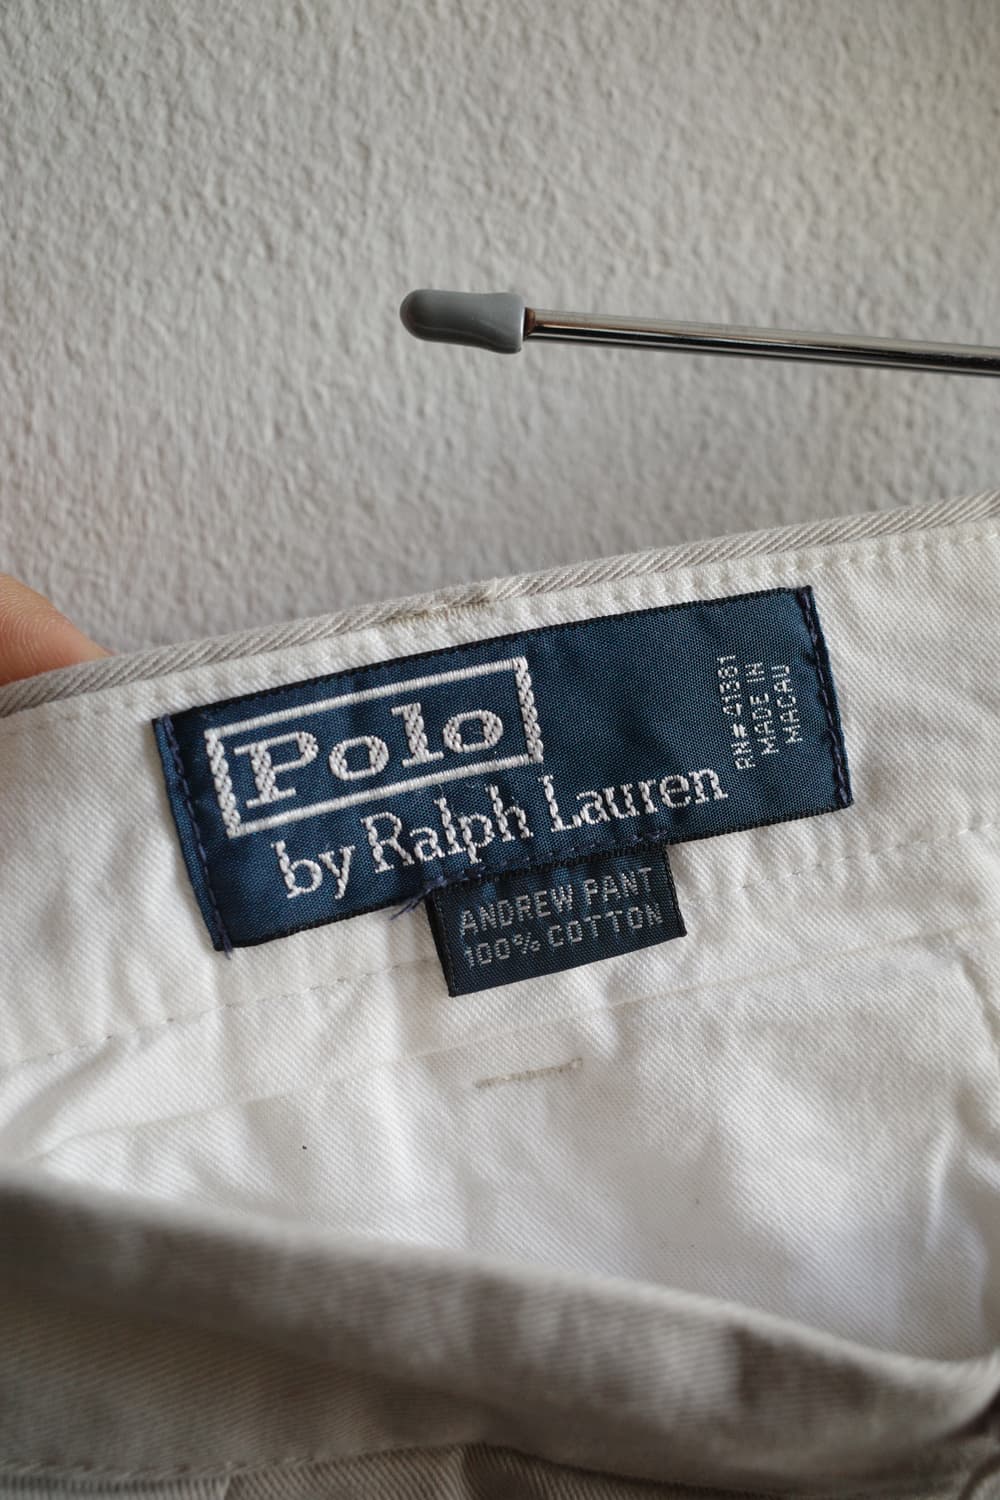 Polo
by Ralph Lauren
RN# 41381
MADE IN
MACAU
ANDREW PANT
100% COTTON